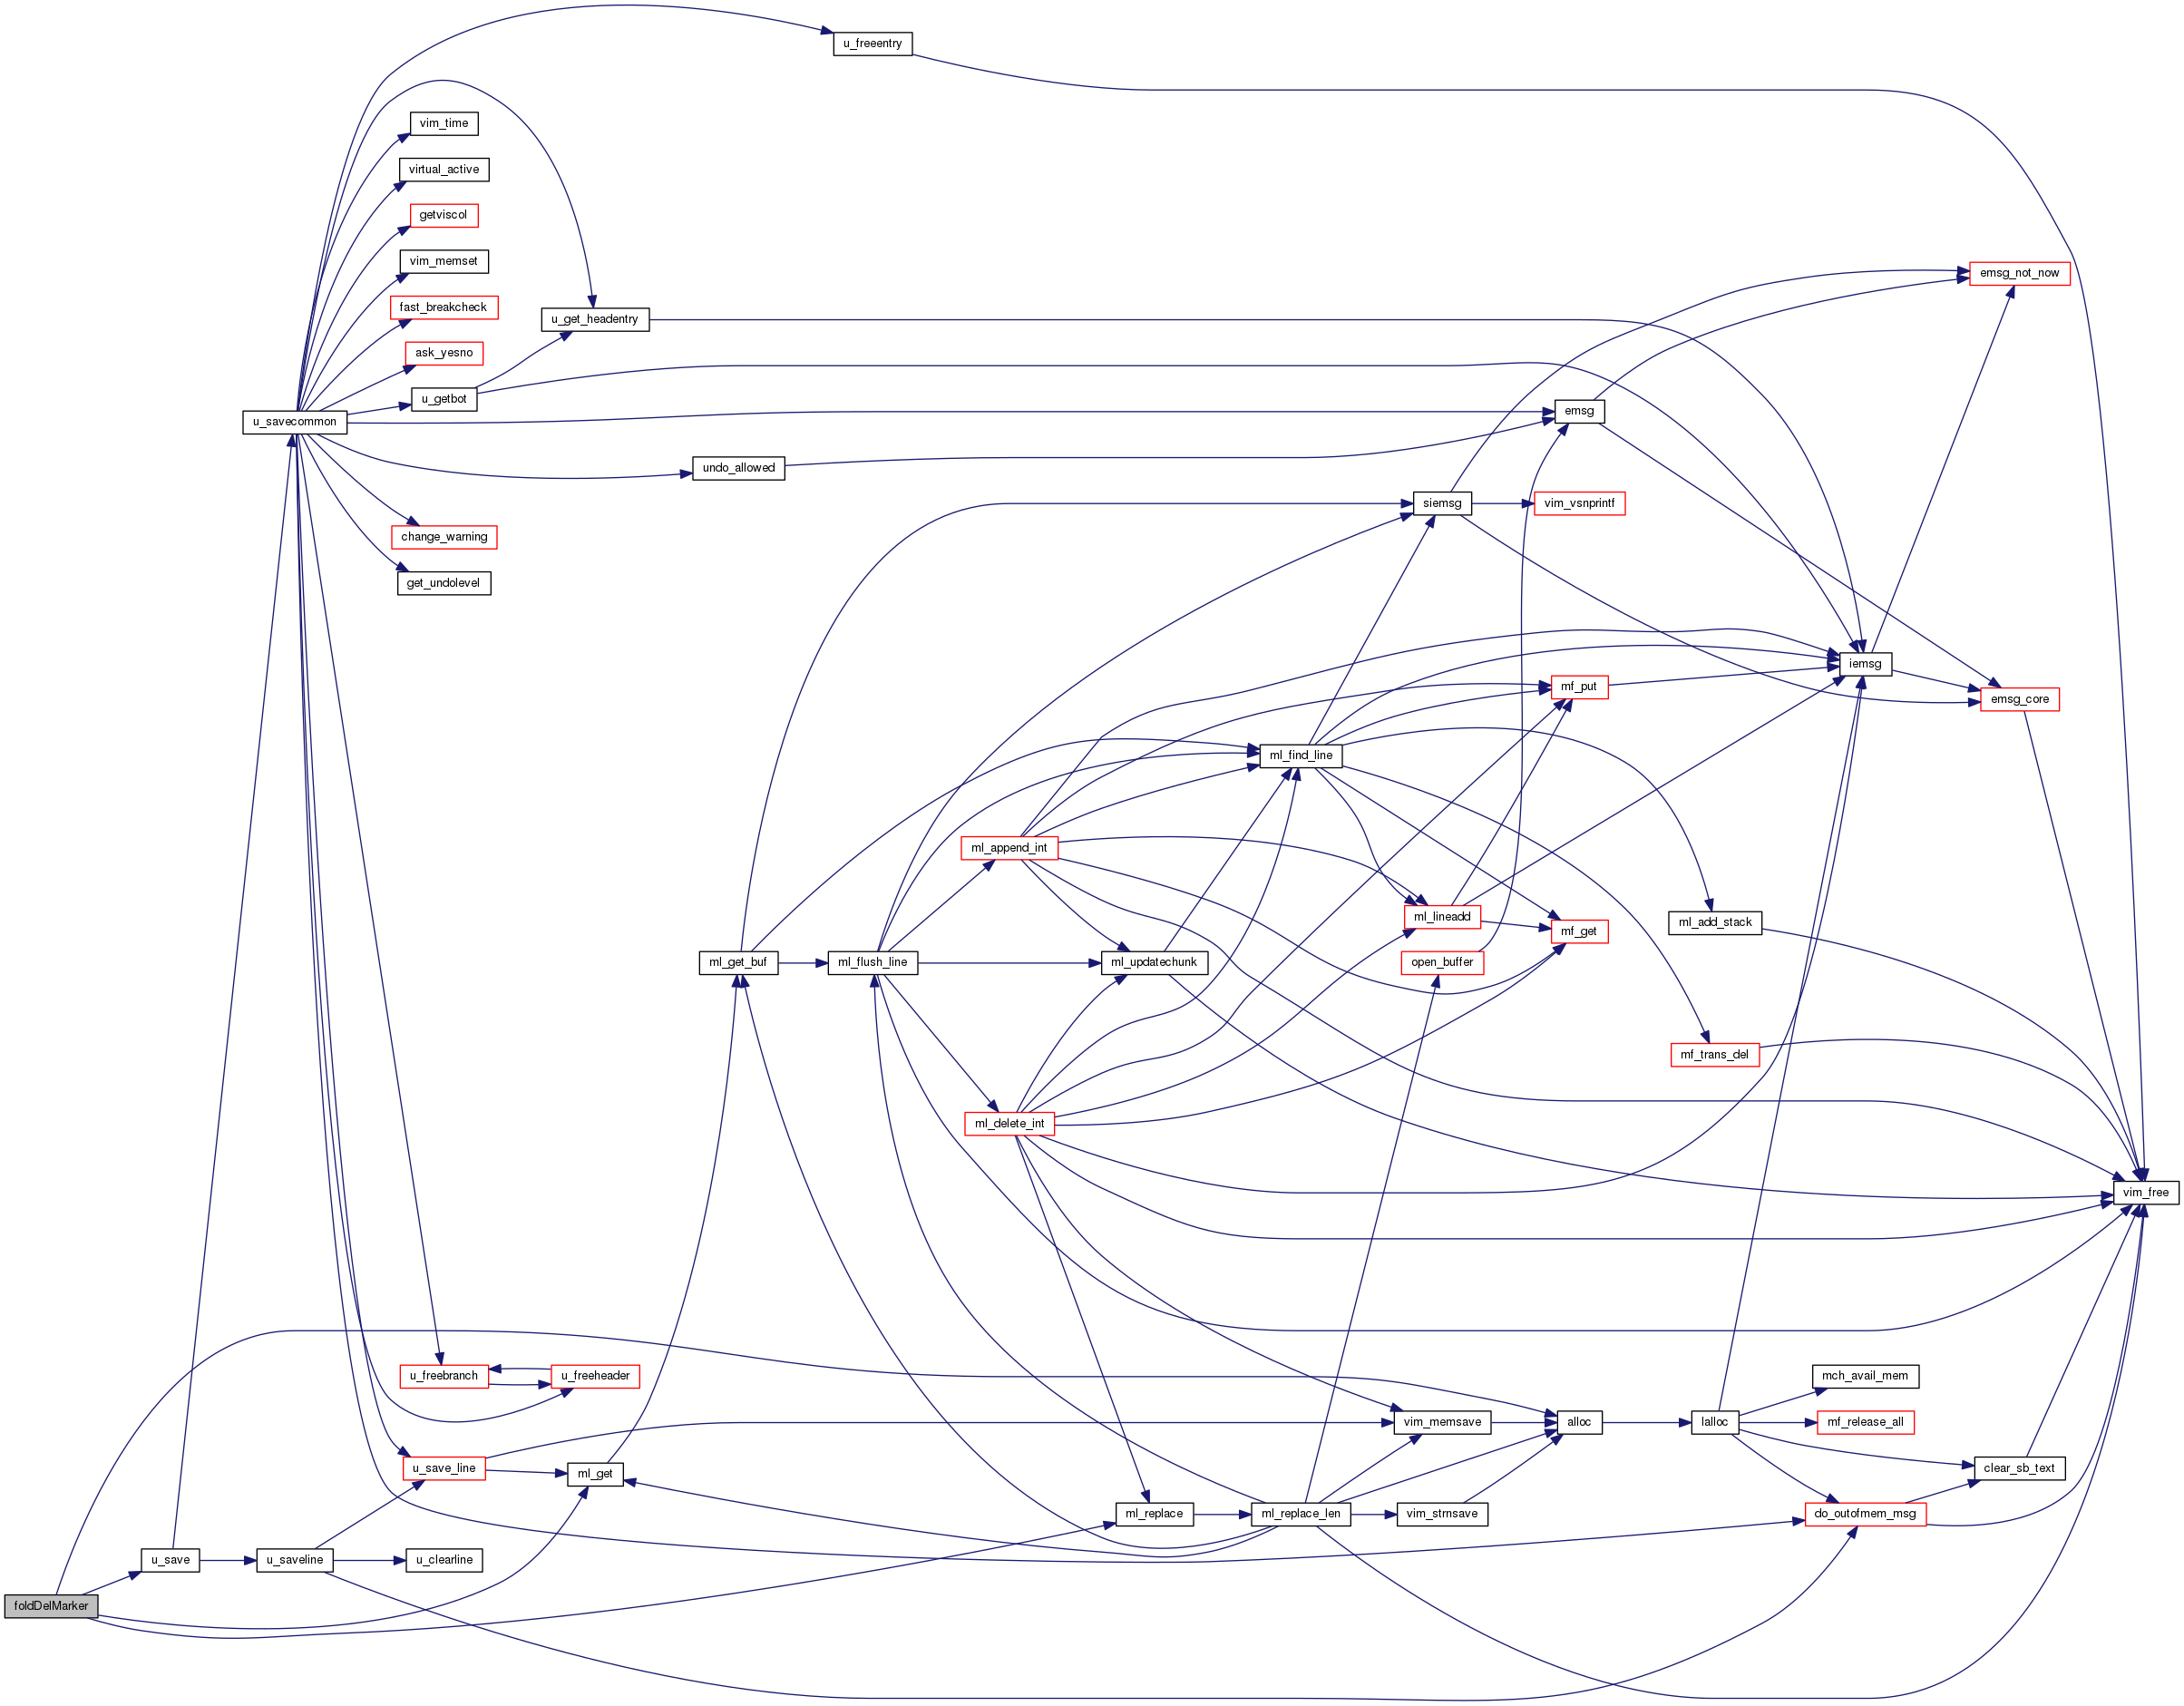 u_freeentry
vim_time
virtual_active
getviscol
vim_memset
emsg_not_now
fast_breakcheck
u_get_headentry
ask_yesno
u_getbot
emsg
u_savecommon
undo_allowed
siemsg
vim_vsnprintf
change_warning
get_undolevel
iemsg
mf_put
emsg_core
ml_find_line
ml_append_int
ml_lineadd
ml_add_stack
mf_get
ml_get_buf
ml_flush_line
ml_updatechunk
open_buffer
mf_trans_del
ml_delete_int
vim_free
u_freebranch
u_freeheader
mch_avail_mem
vim_memsave
alloc
lalloc
mf_release_all
u_save_line
ml_get
clear_sb_text
ml_replace
ml_replace_len
vim_strnsave
do_outofmem_msg
u_save
u_saveline
u_clearline
foldDelMarker